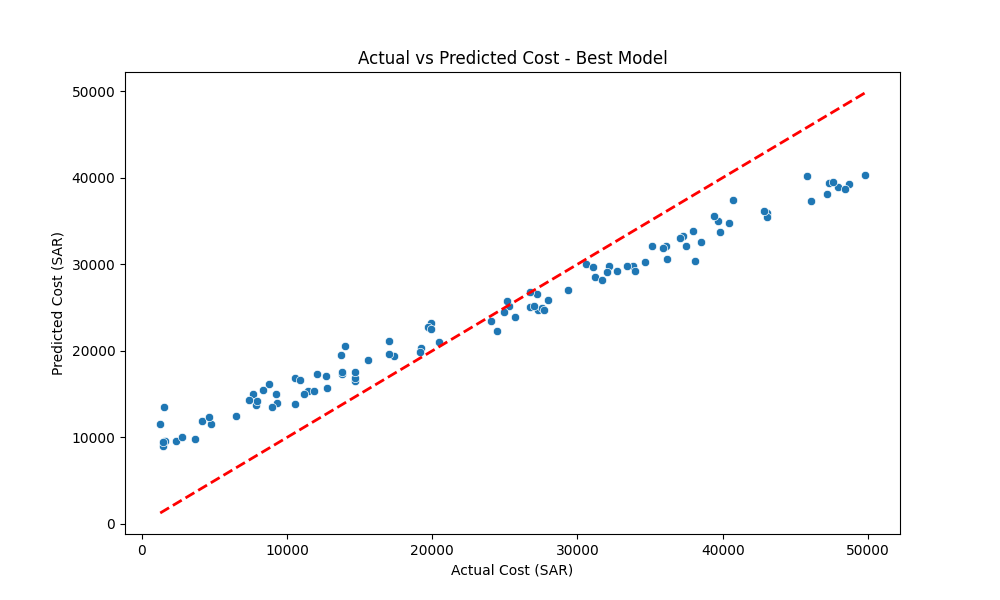 Actual vs Predicted Cost - Best Model
50000
40000
30000
20000
10000
0
Predicted Cost (SAR)
0 10000 20000 30000 40000 50000
Actual Cost (SAR)